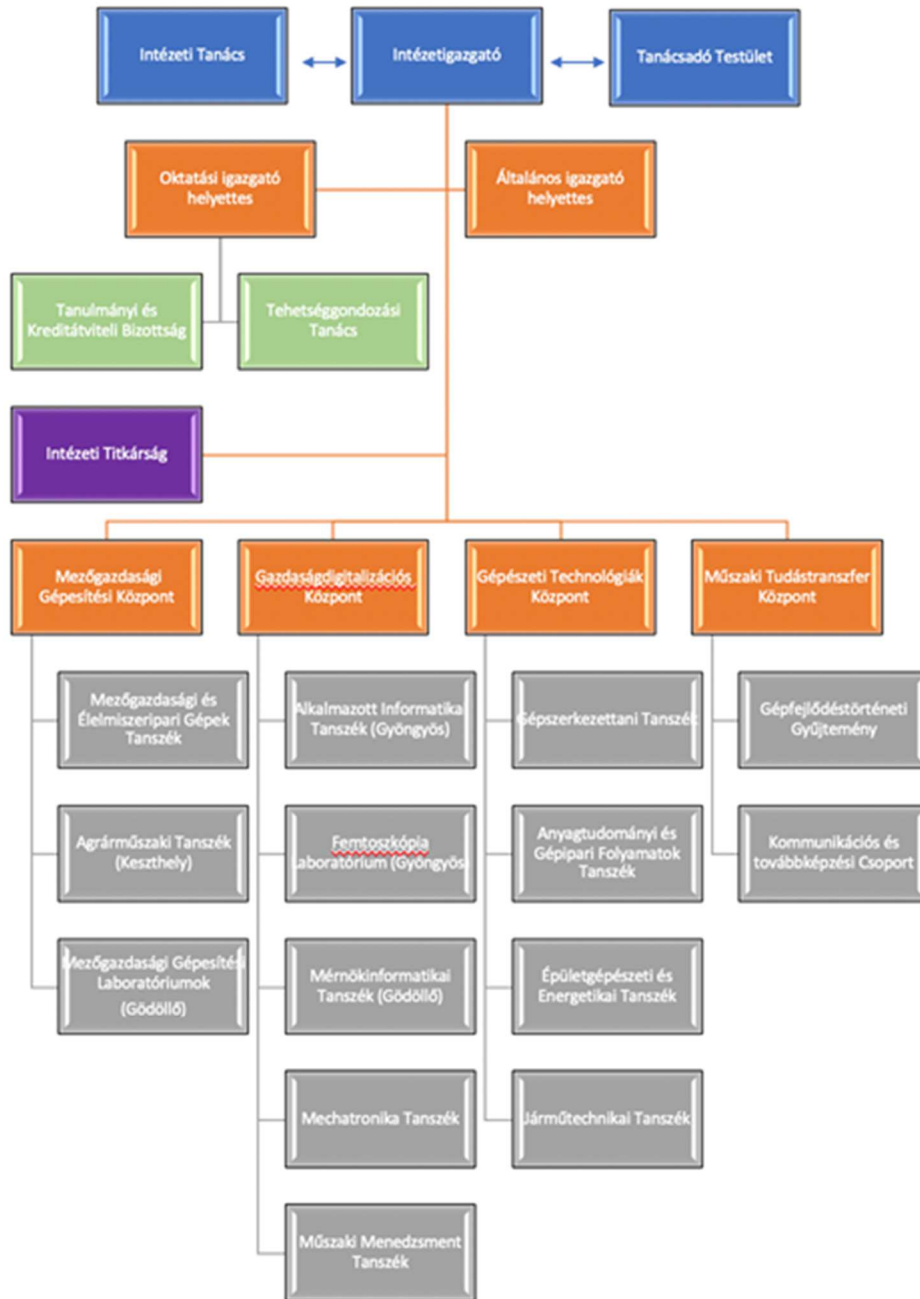 Intézeti Tanács
Intézetigazgató
Tanácsadó Testület
Oktatási igazgató
helyettes
Általános igazgató
helyettes
Tanulmányi és
Kreditátviteli Bizottság
Tehetséggondozási
Tanács
Intézeti Titkárság
Mezőgazdasági
Gépesítési Központ
Gazdaságdigitalizációs
Központ
Gépészeti Technológiák
Központ
Műszaki Tudástranszfer
Központ
Mezőgazdasági és
Élelmiszeripari Gépek
Tanszék
Agrárműszaki Tanszék
(Keszthely)
Mezőgazdasági Gépesítési
Laboratóriumok
(Gödöllő)
Alkalmazott Informatika
Tanszék (Gyöngyös)
Femtoszkópia
Laboratórium (Gyöngyös
Mérnökinformatikai
Tanszék (Gödöllő)
Mechatronika Tanszék
Műszaki Menedzsment
Tanszék
Gépszerkezettani Tanszék
Anyagtudományi és
Gépipari Folyamatok
Tanszék
Épületgépészeti és
Energetikai Tanszék
Járműtechnikai Tanszék
Gépfejlődéstörténeti
Gyűjtemény
Kommunikációs és
továbbképzési Csoport